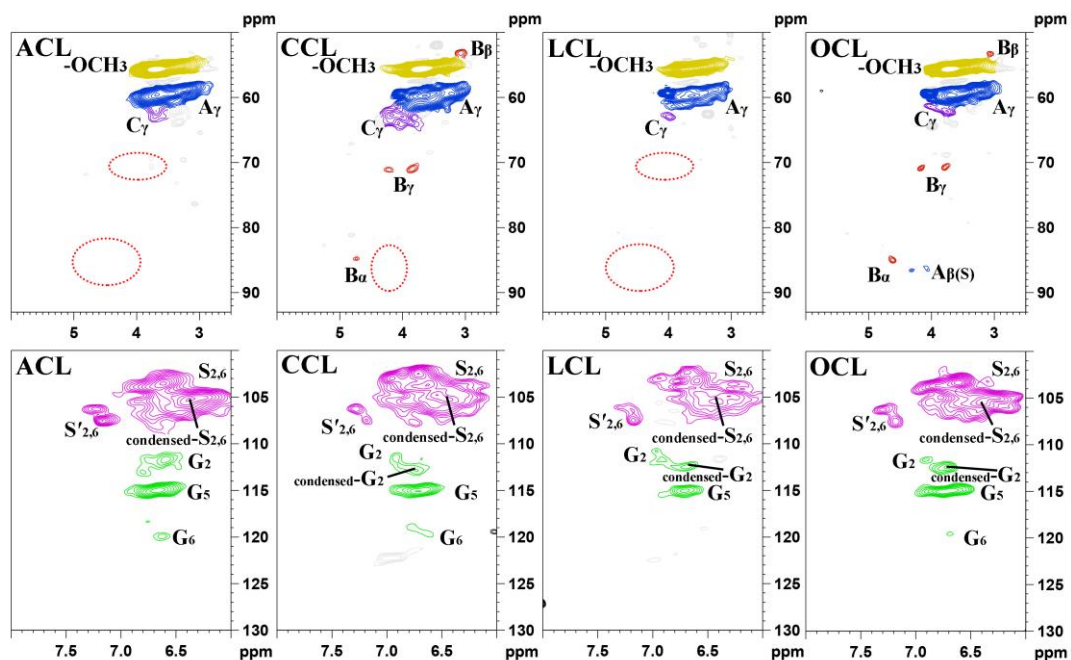 ppm ppm ppm ppm
ACL CCL LCL OCL
Bβ Bβ
-OCH3 -OCH3 -OCH3 -OCH3
Aγ Aγ Aγ Aγ
Cγ Cγ Cγ Cγ
Bγ Bγ
Bα Bα Aβ(S)
60 60 60 60
70 70 70 70
80 80 80 80
90 90 90 90
5 4 3 5 4 3 5 4 3 5 4 3
ACL CCL LCL OCL
S2,6 S2,6 S2,6 S2,6
S'2,6 S'2,6 S'2,6 S'2,6
condensed-S2,6 condensed-S2,6 condensed-S2,6 condensed-S2,6
G2 G2 G2 G2
condensed-G2 condensed-G2 condensed-G2
G5 G5 G5 G5
G6 G6 G6
105 105 105 105
110 110 110 110
115 115 115 115
120 120 120 120
125 125 125 125
130 130 130 130
7.5 7.0 6.5 ppm 7.5 7.0 6.5 ppm 7.5 7.0 6.5 ppm 7.5 7.0 6.5 ppm